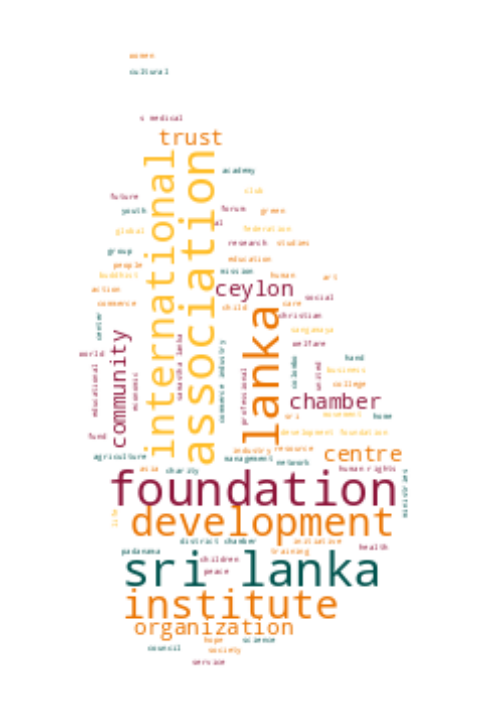 women
cultural
s medical
trust
academy
international
association
club
future
youth
forum
green
al
global
federation
group
research
studies
people
education
buddhist
mission
human
art
action
ceylon
commerce
child
care
social
center
lanka
christian
sangamaya
world
community
welfare
educational
economic
commerce industry
professional
colombo
united
hand
business
college
chamber
movement
home
fund
development foundation
agriculture
industry
resource
centre
management
network
asia
charity
human rights
foundation
life
development
district chamber
initiative
padanama
training
health
children
sri lanka
peace
institute
organization
hope
science
council
society
service